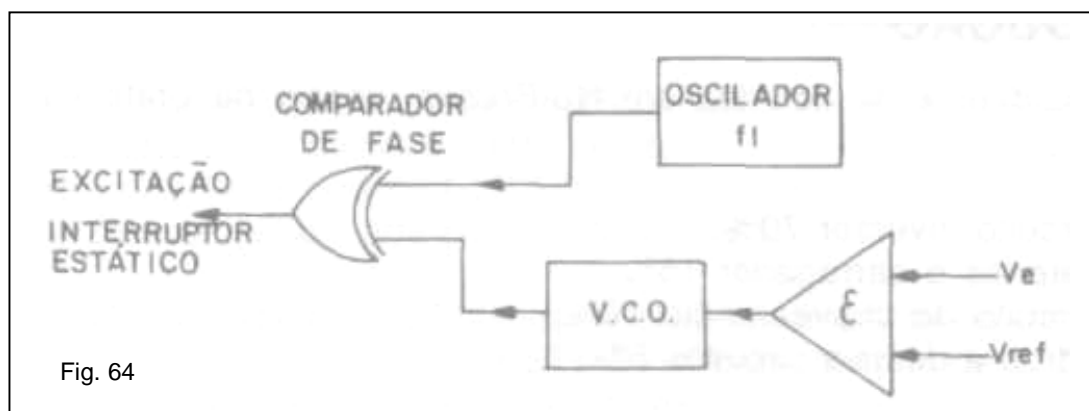 OSCILADOR
f1
COMPARADOR
DE FASE
EXCITAÇÃO
INTERRUPTOR
ESTÁTICO
V.C.O.
ε
Ve
Vref
Fig. 64